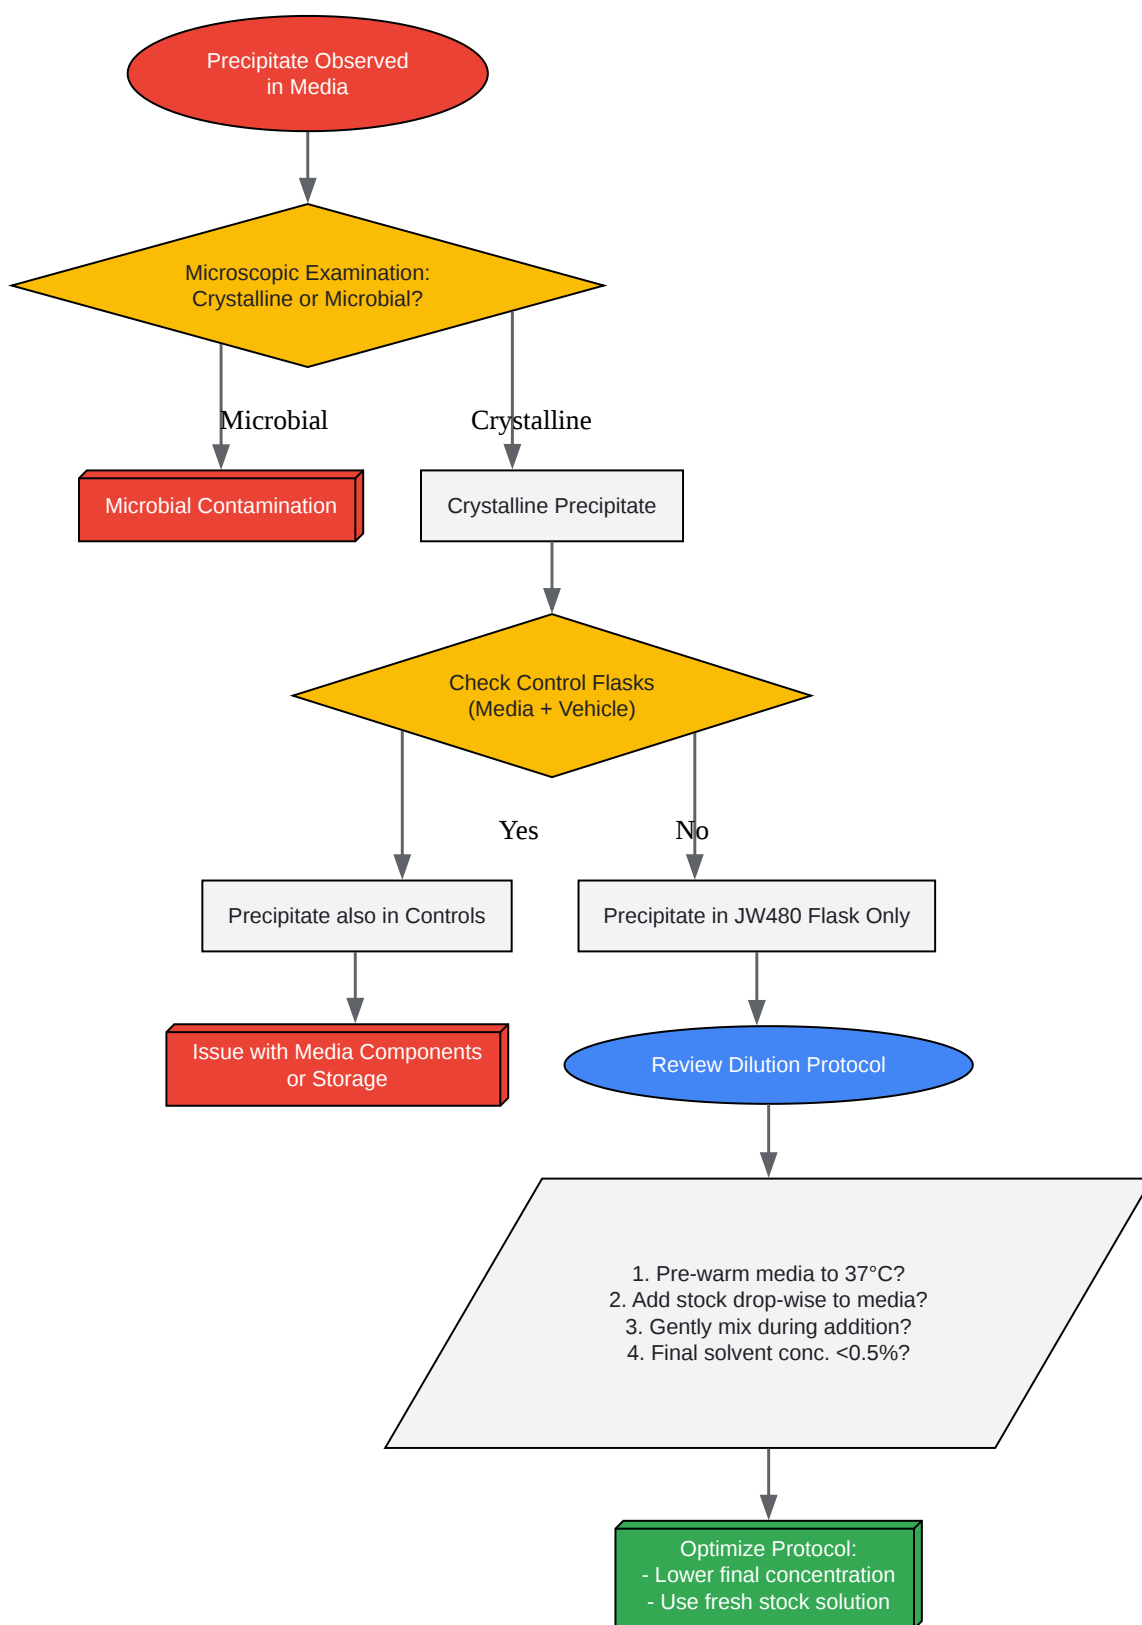 Precipitate Observed
in Media
Microscopic Examination:
Crystalline or Microbial?
Microbial
Crystalline
Microbial Contamination
Crystalline Precipitate
Check Control Flasks
(Media + Vehicle)
Yes
No
Precipitate also in Controls
Precipitate in JW480 Flask Only
Issue with Media Components
or Storage
Review Dilution Protocol
1. Pre-warm media to 37°C?
2. Add stock drop-wise to media?
3. Gently mix during addition?
4. Final solvent conc. <0.5%?
Optimize Protocol:
- Lower final concentration
- Use fresh stock solution